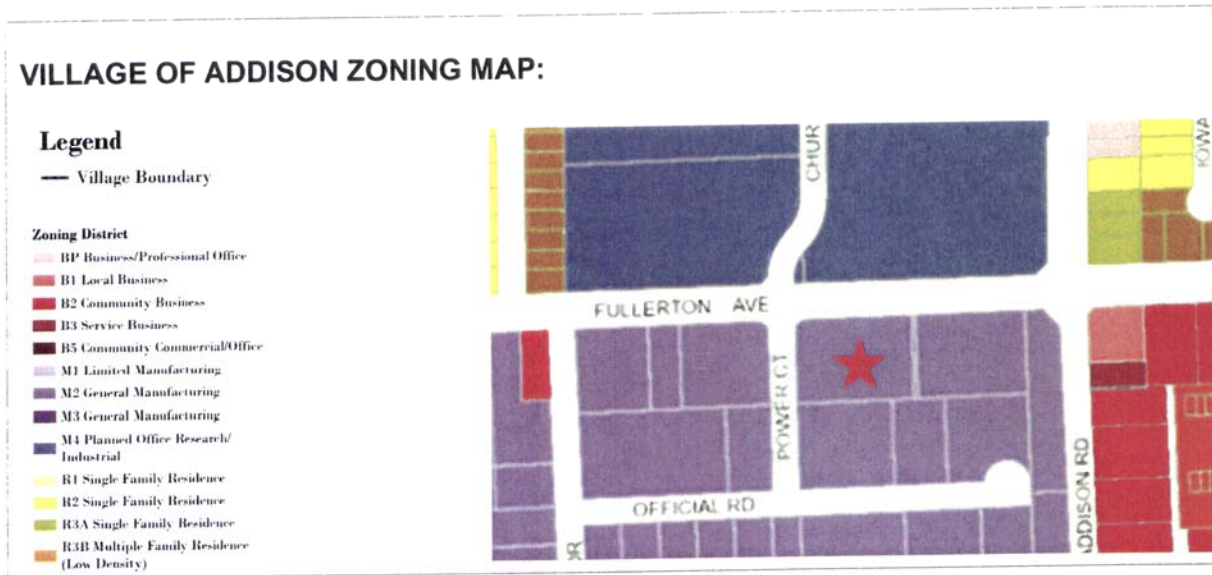 VILLAGE OF ADDISON ZONING MAP:
Legend
Village Boundary
Zoning District
BP Business/Professional Office
B1 Local Business
B2 Community Business
B3 Service Business
B5 Community Commercial/Office
M1 Limited Manufacturing
M2 General Manufacturing
M3 General Manufacturing
M4 Planned Office Research/
Industrial
R1 Single Family Residence
R2 Single Family Residence
R3A Single Family Residence
R3B Multiple Family Residence
(Low Density)
CHUR
IOWA
FULLERTON AVE
POWER CT
OFFICIAL RD
ADDISON RD
DR